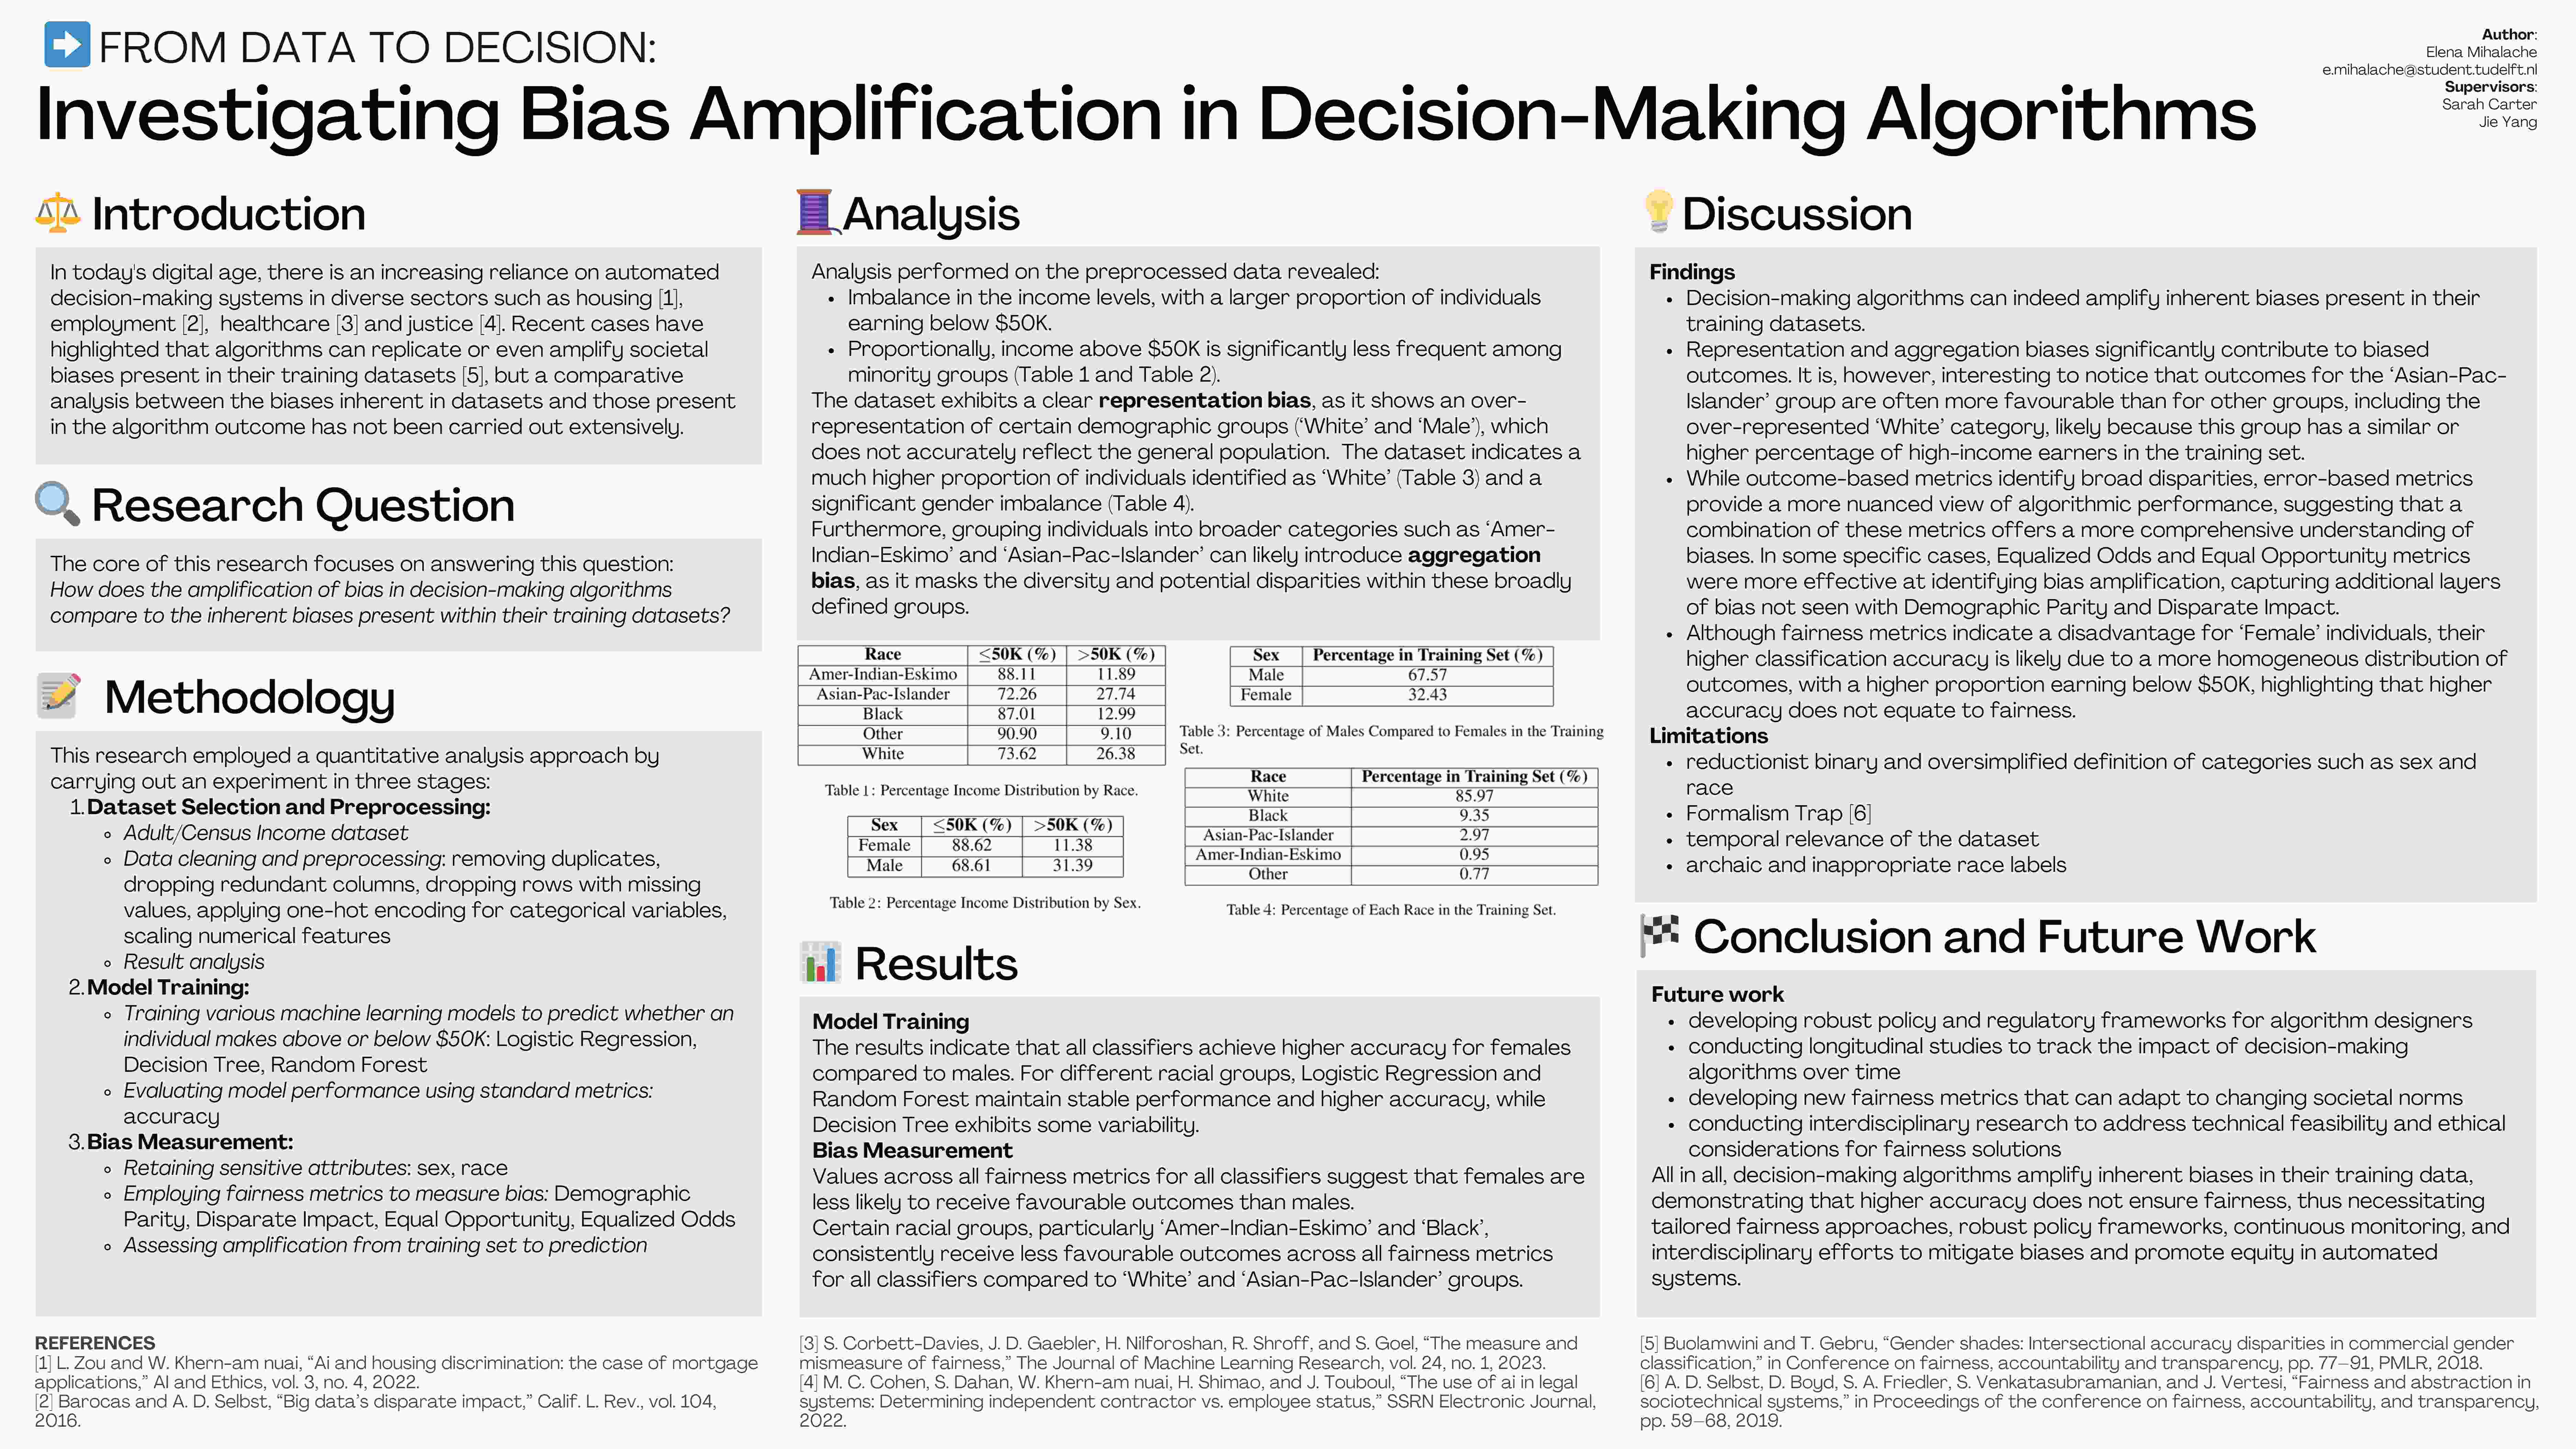 FROM DATA TO DECISION:
Investigating Bias Amplification in Decision-Making Algorithms
Author:
Elena Mihalache
e.mihalache@student.tudelft.nl
Supervisors:
Sarah Carter
Jie Yang
Introduction
In today's digital age, there is an increasing reliance on automated
decision-making systems in diverse sectors such as housing [1],
employment [2], healthcare [3] and justice [4]. Recent cases have
highlighted that algorithms can replicate or even amplify societal
biases present in their training datasets [5], but a comparative
analysis between the biases inherent in datasets and those present
in the algorithm outcome has not been carried out extensively.
Research Question
The core of this research focuses on answering this question:
How does the amplification of bias in decision-making algorithms
compare to the inherent biases present within their training datasets?
Methodology
This research employed a quantitative analysis approach by
carrying out an experiment in three stages:
1. Dataset Selection and Preprocessing:
Adult/Census Income dataset
Data cleaning and preprocessing: removing duplicates,
dropping redundant columns, dropping rows with missing
values, applying one-hot encoding for categorical variables,
scaling numerical features
Result analysis
2. Model Training:
Training various machine learning models to predict whether an
individual makes above or below $50K: Logistic Regression,
Decision Tree, Random Forest
Evaluating model performance using standard metrics:
accuracy
3. Bias Measurement:
Retaining sensitive attributes: sex, race
Employing fairness metrics to measure bias: Demographic
Parity, Disparate Impact, Equal Opportunity, Equalized Odds
Assessing amplification from training set to prediction
Analysis
Analysis performed on the preprocessed data revealed:
Imbalance in the income levels, with a larger proportion of individuals
earning below $50K.
Proportionally, income above $50K is significantly less frequent among
minority groups (Table 1 and Table 2).
The dataset exhibits a clear representation bias, as it shows an over-
representation of certain demographic groups (‘White’ and ‘Male’), which
does not accurately reflect the general population. The dataset indicates a
much higher proportion of individuals identified as ‘White’ (Table 3) and a
significant gender imbalance (Table 4).
Furthermore, grouping individuals into broader categories such as ‘Amer-
Indian-Eskimo’ and ‘Asian-Pac-Islander’ can likely introduce aggregation
bias, as it masks the diversity and potential disparities within these broadly
defined groups.
Race ≤50K (%) >50K (%)
Amer-Indian-Eskimo 88.11 11.89
Asian-Pac-Islander 72.26 27.74
Black 87.01 12.99
Other 90.90 9.10
White 73.62 26.38
Table 1: Percentage Income Distribution by Race.
Sex ≤50K (%) >50K (%)
Female 88.62 11.38
Male 68.61 31.39
Table 2: Percentage Income Distribution by Sex.
Sex Percentage in Training Set (%)
Male 67.57
Female 32.43
Table 3: Percentage of Males Compared to Females in the Training
Set.
Race Percentage in Training Set (%)
White 85.97
Black 9.35
Asian-Pac-Islander 2.97
Amer-Indian-Eskimo 0.95
Other 0.77
Table 4: Percentage of Each Race in the Training Set.
Results
Model Training
The results indicate that all classifiers achieve higher accuracy for females
compared to males. For different racial groups, Logistic Regression and
Random Forest maintain stable performance and higher accuracy, while
Decision Tree exhibits some variability.
Bias Measurement
Values across all fairness metrics for all classifiers suggest that females are
less likely to receive favourable outcomes than males.
Certain racial groups, particularly ‘Amer-Indian-Eskimo’ and ‘Black’,
consistently receive less favourable outcomes across all fairness metrics
for all classifiers compared to ‘White’ and ‘Asian-Pac-Islander’ groups.
Discussion
Findings
Decision-making algorithms can indeed amplify inherent biases present in their
training datasets.
Representation and aggregation biases significantly contribute to biased
outcomes. It is, however, interesting to notice that outcomes for the ‘Asian-Pac-
Islander’ group are often more favourable than for other groups, including the
over-represented ‘White’ category, likely because this group has a similar or
higher percentage of high-income earners in the training set.
While outcome-based metrics identify broad disparities, error-based metrics
provide a more nuanced view of algorithmic performance, suggesting that a
combination of these metrics offers a more comprehensive understanding of
biases. In some specific cases, Equalized Odds and Equal Opportunity metrics
were more effective at identifying bias amplification, capturing additional layers
of bias not seen with Demographic Parity and Disparate Impact.
Although fairness metrics indicate a disadvantage for ‘Female’ individuals, their
higher classification accuracy is likely due to a more homogeneous distribution of
outcomes, with a higher proportion earning below $50K, highlighting that higher
accuracy does not equate to fairness.
Limitations
reductionist binary and oversimplified definition of categories such as sex and
race
Formalism Trap [6]
temporal relevance of the dataset
archaic and inappropriate race labels
Conclusion and Future Work
Future work
developing robust policy and regulatory frameworks for algorithm designers
conducting longitudinal studies to track the impact of decision-making
algorithms over time
developing new fairness metrics that can adapt to changing societal norms
conducting interdisciplinary research to address technical feasibility and ethical
considerations for fairness solutions
All in all, decision-making algorithms amplify inherent biases in their training data,
demonstrating that higher accuracy does not ensure fairness, thus necessitating
tailored fairness approaches, robust policy frameworks, continuous monitoring, and
interdisciplinary efforts to mitigate biases and promote equity in automated
systems.
REFERENCES
[1] L. Zou and W. Khern-am nuai, “Ai and housing discrimination: the case of mortgage
applications,” AI and Ethics, vol. 3, no. 4, 2022.
[2] Barocas and A. D. Selbst, “Big data’s disparate impact,” Calif. L. Rev., vol. 104,
2016.
[3] S. Corbett-Davies, J. D. Gaebler, H. Nilforoshan, R. Shroff, and S. Goel, “The measure and
mismeasure of fairness,” The Journal of Machine Learning Research, vol. 24, no. 1, 2023.
[4] M. C. Cohen, S. Dahan, W. Khern-am nuai, H. Shimao, and J. Touboul, “The use of ai in legal
systems: Determining independent contractor vs. employee status,” SSRN Electronic Journal,
2022.
[5] Buolamwini and T. Gebru, “Gender shades: Intersectional accuracy disparities in commercial gender
classification,” in Conference on fairness, accountability and transparency, pp. 77–91, PMLR, 2018.
[6] A. D. Selbst, D. Boyd, S. A. Friedler, S. Venkatasubramanian, and J. Vertesi, “Fairness and abstraction in
sociotechnical systems,” in Proceedings of the conference on fairness, accountability, and transparency,
pp. 59–68, 2019.